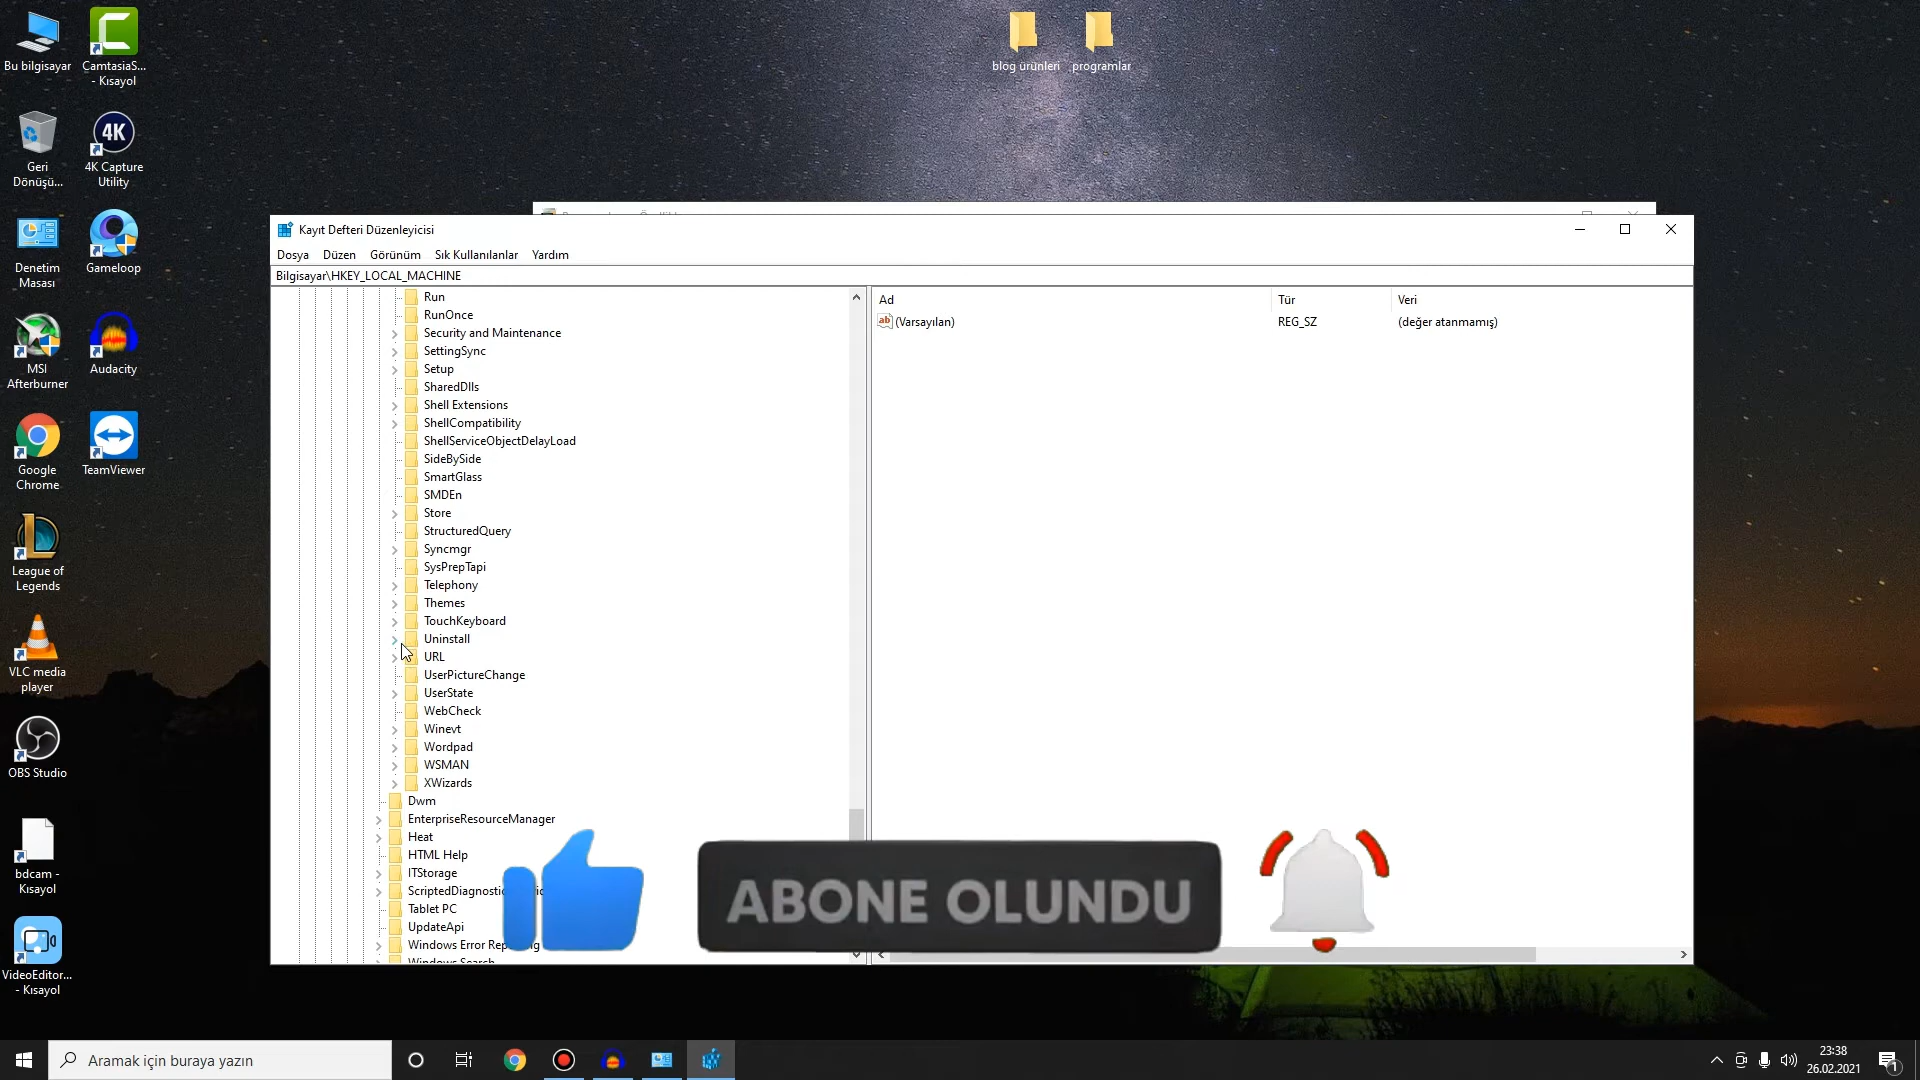 Bu bilgisayar
CamtasiaS...
- Kısayol
Geri
Dönüşü...
4K
4K Capture
Utility
Denetim
Masası
Gameloop
MSI
Afterburner
Audacity
Google
Chrome
TeamViewer
League of
Legends
VLC media
player
OBS Studio
bdcam -
Kısayol
VideoEditor...
- Kısayol
blog ürünleri
programlar
Kayıt Defteri Düzenleyicisi
Dosya Düzen Görünüm Sık Kullanılanlar Yardım
Bilgisayar\HKEY_LOCAL_MACHINE
Run
RunOnce
Security and Maintenance
SettingSync
Setup
SharedDlls
Shell Extensions
ShellCompatibility
ShellServiceObjectDelayLoad
SideBySide
SmartGlass
SMDEn
Store
StructuredQuery
Syncmgr
SysPrepTapi
Telephony
Themes
TouchKeyboard
Uninstall
URL
UserPictureChange
UserState
WebCheck
Winevt
Wordpad
WSMAN
XWizards
Dwm
EnterpriseResourceManager
Heat
HTML Help
ITStorage
Tablet PC
UpdateApi
Windows Error
Windows Search
Ad Tür Veri
ab (Varsayılan) REG_SZ (değer atanmamış)
ABONE OLUNDU
Aramak için buraya yazın
23:38
26.02.2021
1